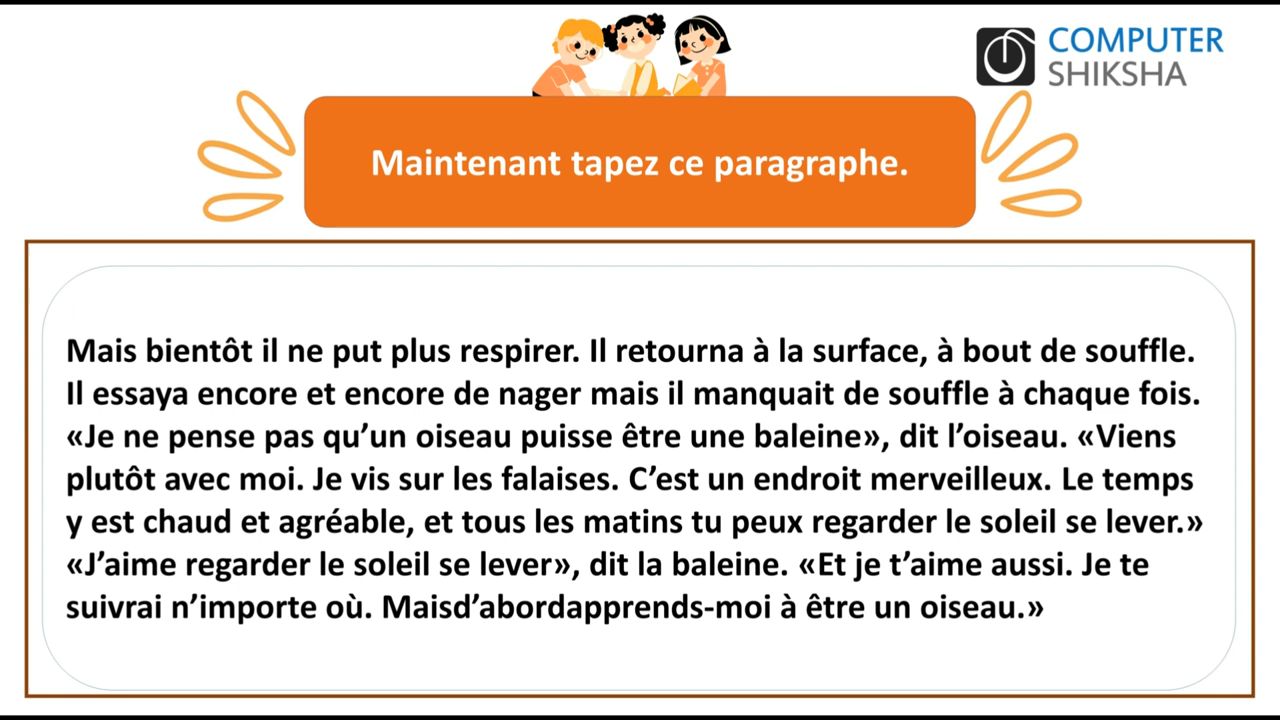 COMPUTER
SHIKSHA
Maintenant tapez ce paragraphe.
Mais bientôt il ne put plus respirer. Il retourna à la surface, à bout de souffle.
Il essaya encore et encore de nager mais il manquait de souffle à chaque fois.
«Je ne pense pas qu’un oiseau puisse être une baleine», dit l’oiseau. «Viens
plutôt avec moi. Je vis sur les falaises. C’est un endroit merveilleux. Le temps
y est chaud et agréable, et tous les matins tu peux regarder le soleil se lever.»
«J’aime regarder le soleil se lever», dit la baleine. «Et je t’aime aussi. Je te
suivrai n’importe où. Maisd’abordapprends-moi à être un oiseau.»